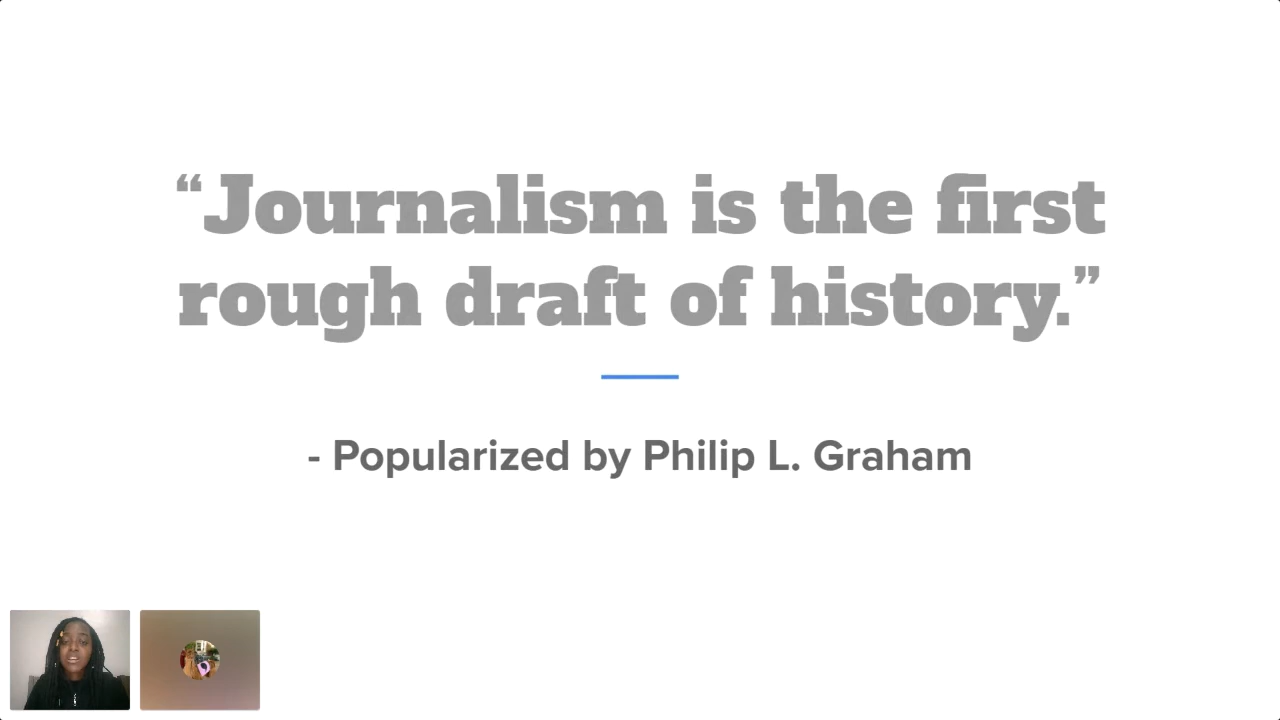 “Journalism is the first
rough draft of history.”
- Popularized by Philip L. Graham